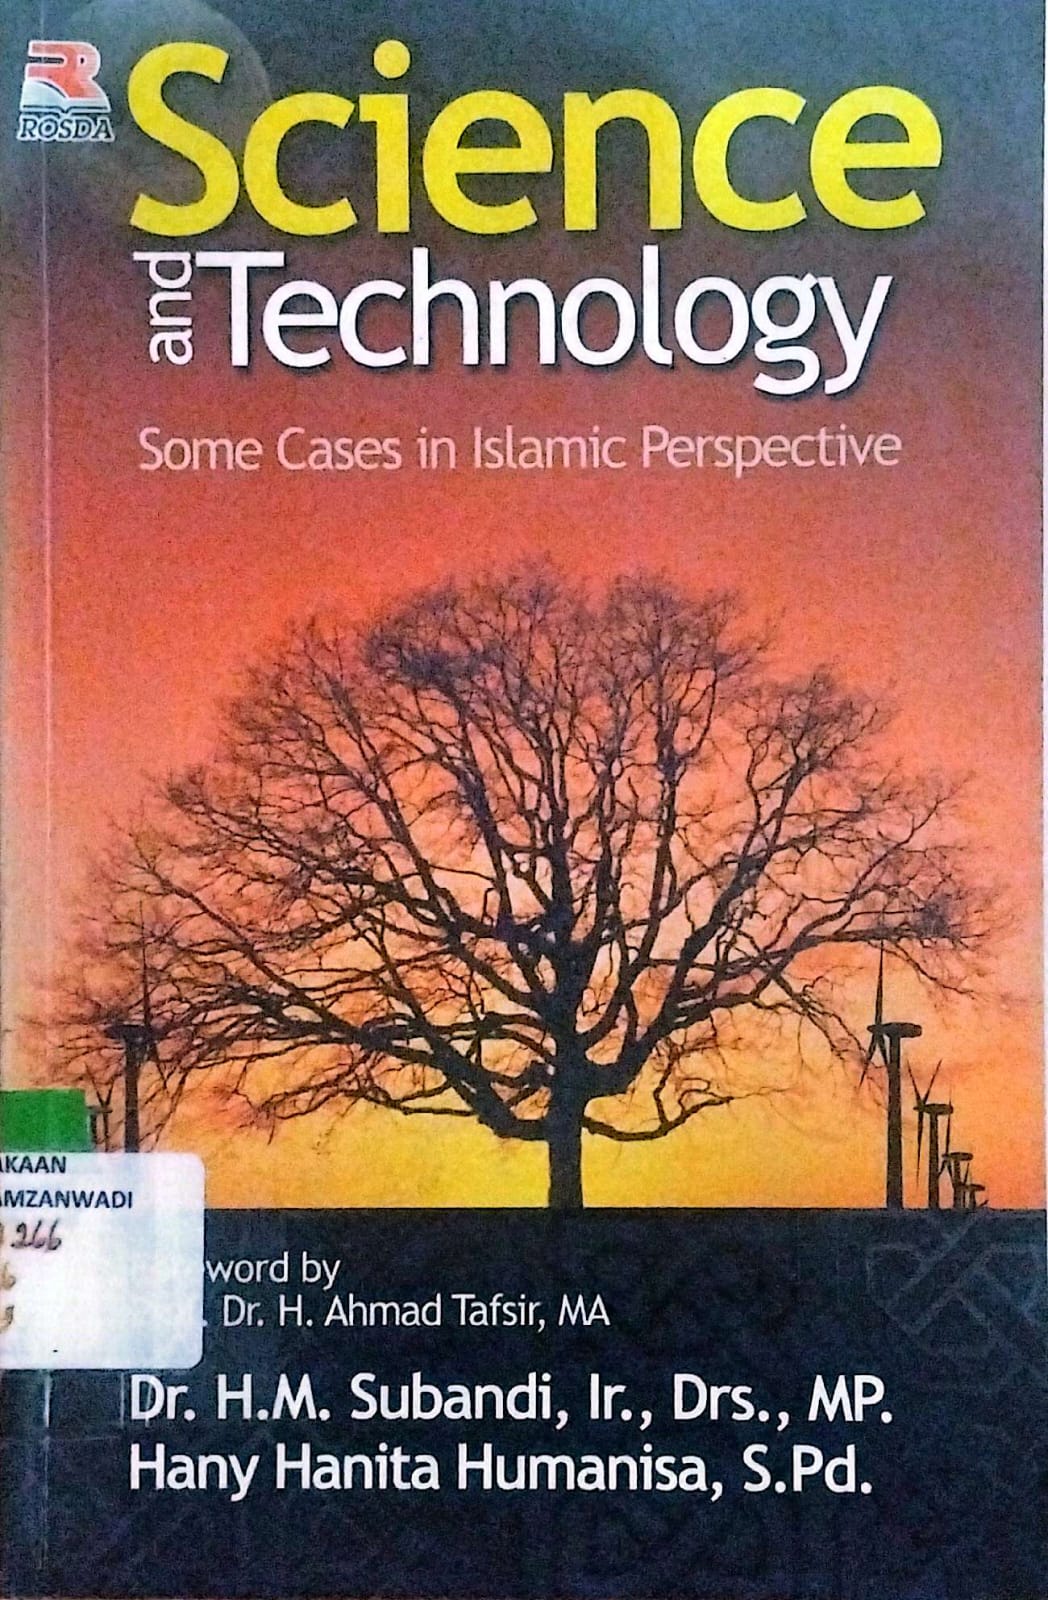 ROSDA
Science
and Technology
Some Cases in Islamic Perspective
AKAAN
AMZANWADI
266
word by
Dr. H. Ahmad Tafsir, MA
Dr. H.M. Subandi, Ir., Drs., MP.
Hany Hanita Humanisa, S.Pd.